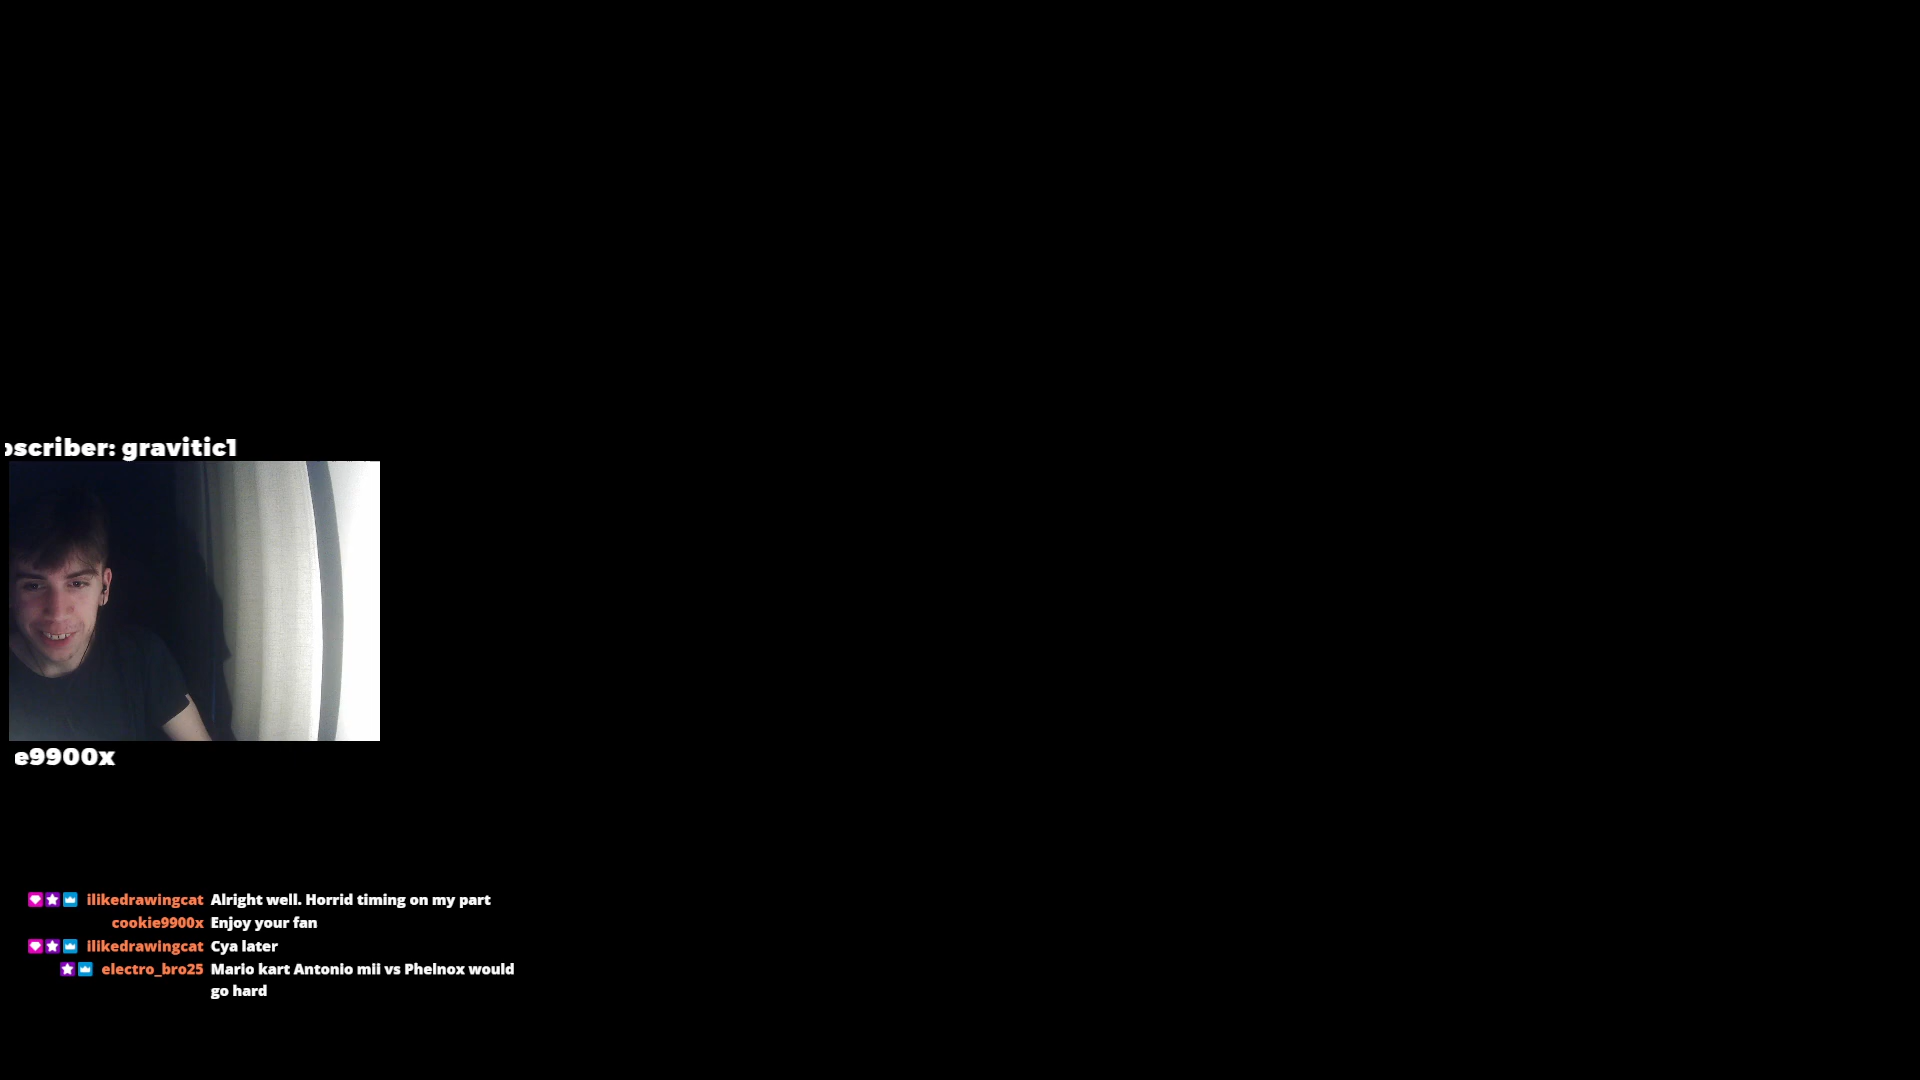 scriber: gravitic1
e9900x
ilikedrawingcat Alright well. Horrid timing on my part
cookie9900x Enjoy your fan
ilikedrawingcat Cya later
electro_bro25 Mario kart Antonio mii vs Phelnox would
go hard